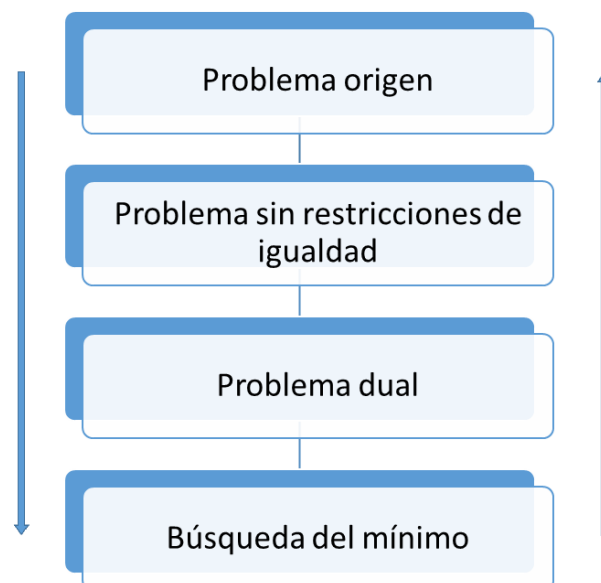 Problema origen
Problema sin restricciones de
igualdad
Problema dual
Búsqueda del mínimo